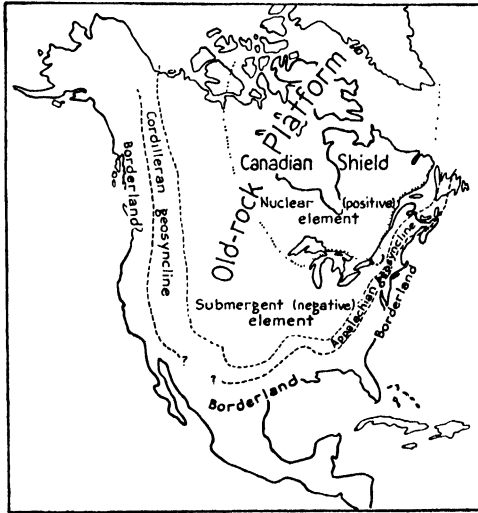 Old-rock Platform
Canadian Shield
Nuclear (positive)
element
Cordilleran
geosyncline
Borderland?
Submergent (negative)
element
Appalachian geosyncline
Borderland
?
?
Borderland
?